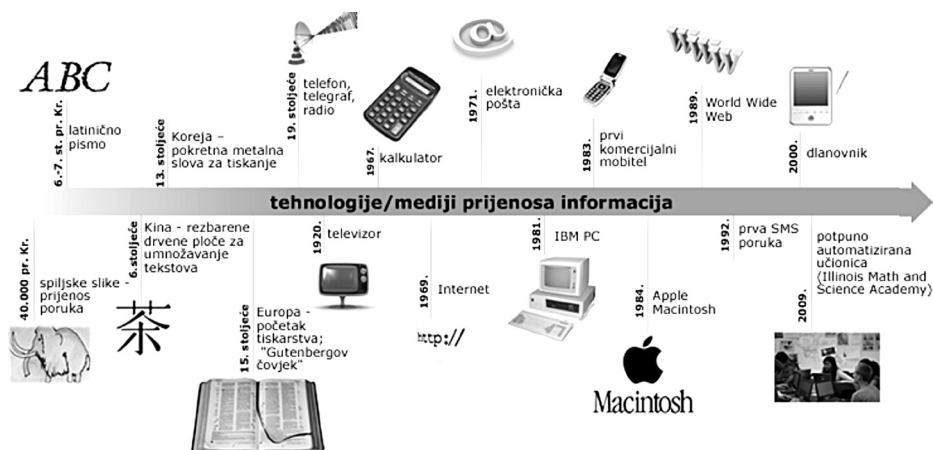 ABC
6.-7. st. pr. Kr.
latinično
pismo
13. stoljeće
Koreja –
pokretna metalna
slova za tiskanje
19. stoljeće
telefon,
telegraf,
radio
1967.
kalkulator
1971.
elektronička
pošta
1983.
prvi
komercijalni
mobitel
1989.
World Wide
Web
2000.
dlanovnik
tehnologije/mediji prijenosa informacija
40.000 pr. Kr.
spiljske slike -
prijenos
poruka
6.stoljeće
Kina - rezbarene
drvene ploče za
umnožavanje
tekstova
茶
15. stoljeće
Europa -
početak
tiskarstva;
"Gutenbergov
čovjek"
1920.
televizor
1969.
Internet
http://
1981.
IBM PC
1984.
Apple
Macintosh
Macintosh
1992.
prva SMS
poruka
2009.
potpuno
automatizirana
učionica
(Illinois Math and
Science Academy)